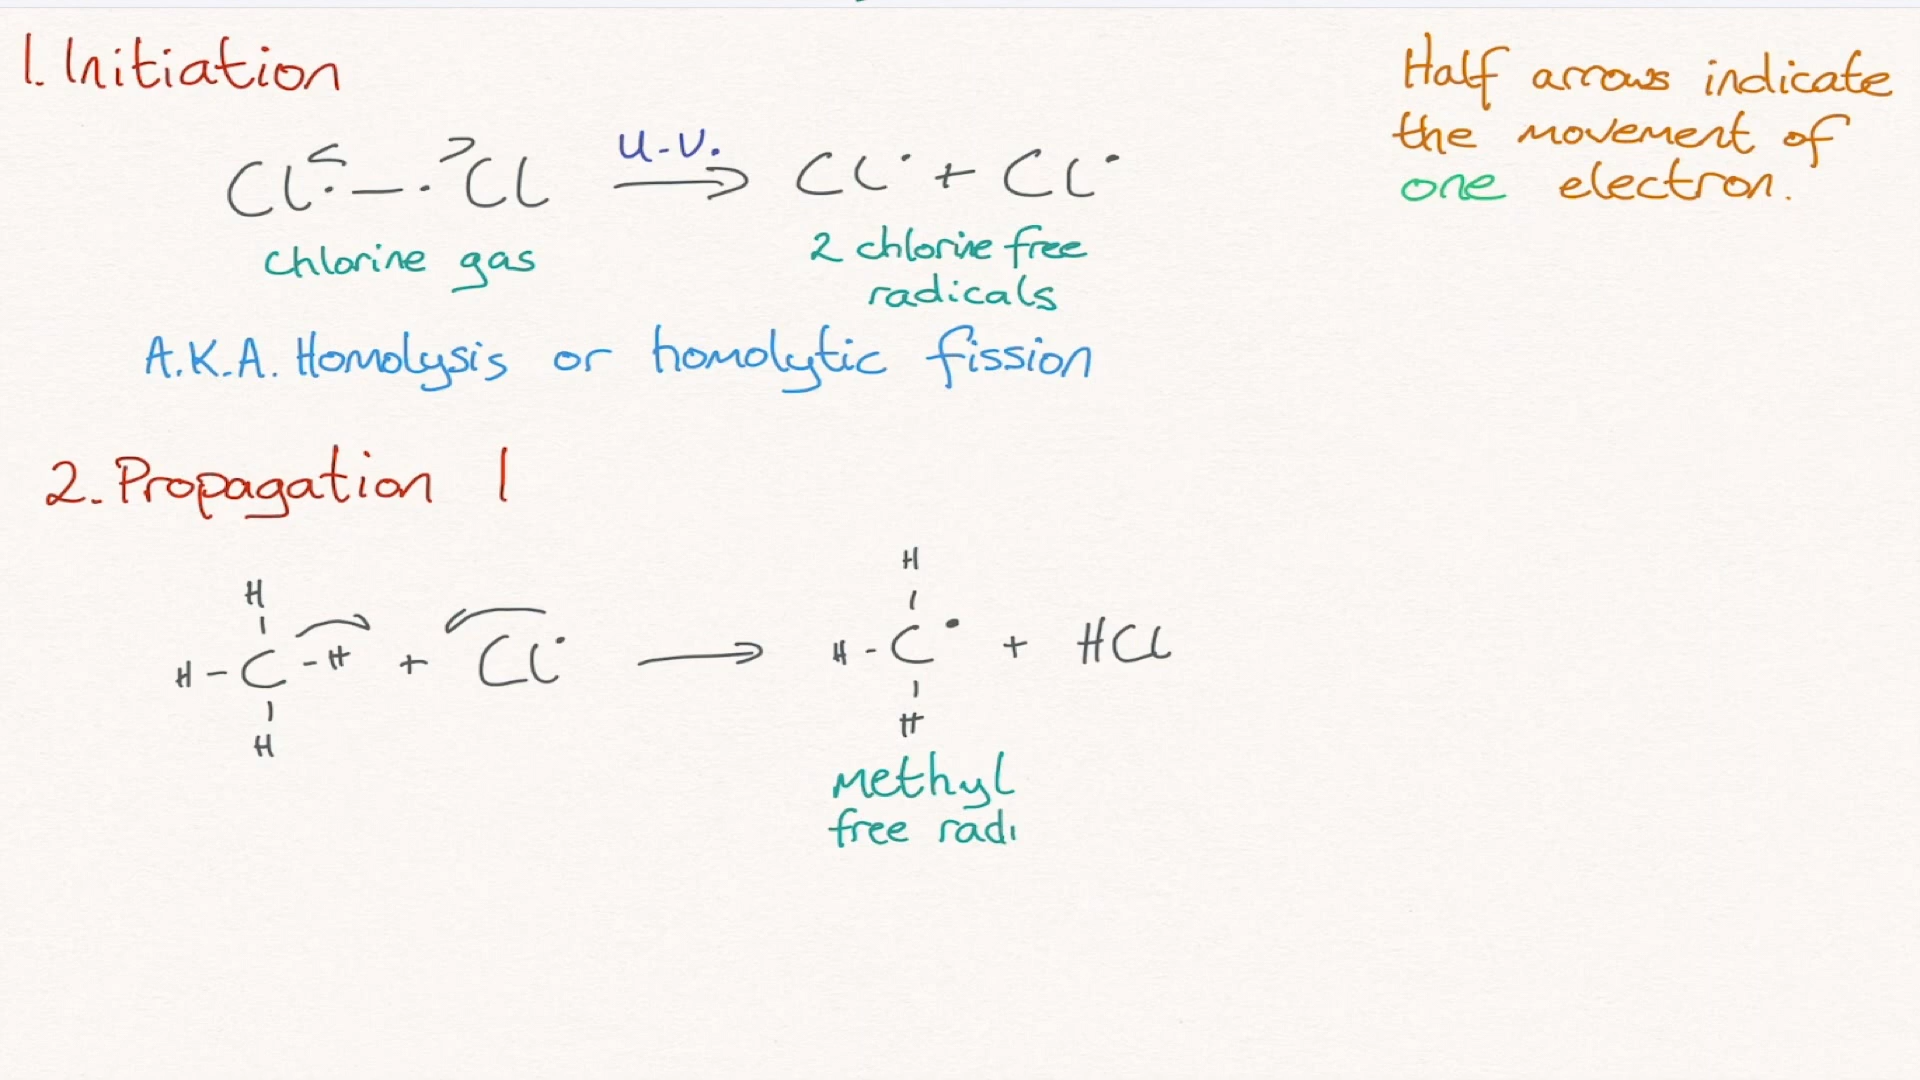 1. Initiation
Half arrows indicate
the movement of
one electron.
Cl·—·Cl U.V. → Cl· + Cl·
chlorine gas
2 chlorine free
radicals
A.K.A. Homolysis or homolytic fission
2. Propagation 1
H
H
H-C-H + Cl· → H-C· + HCl
H
H
Methyl
free radi